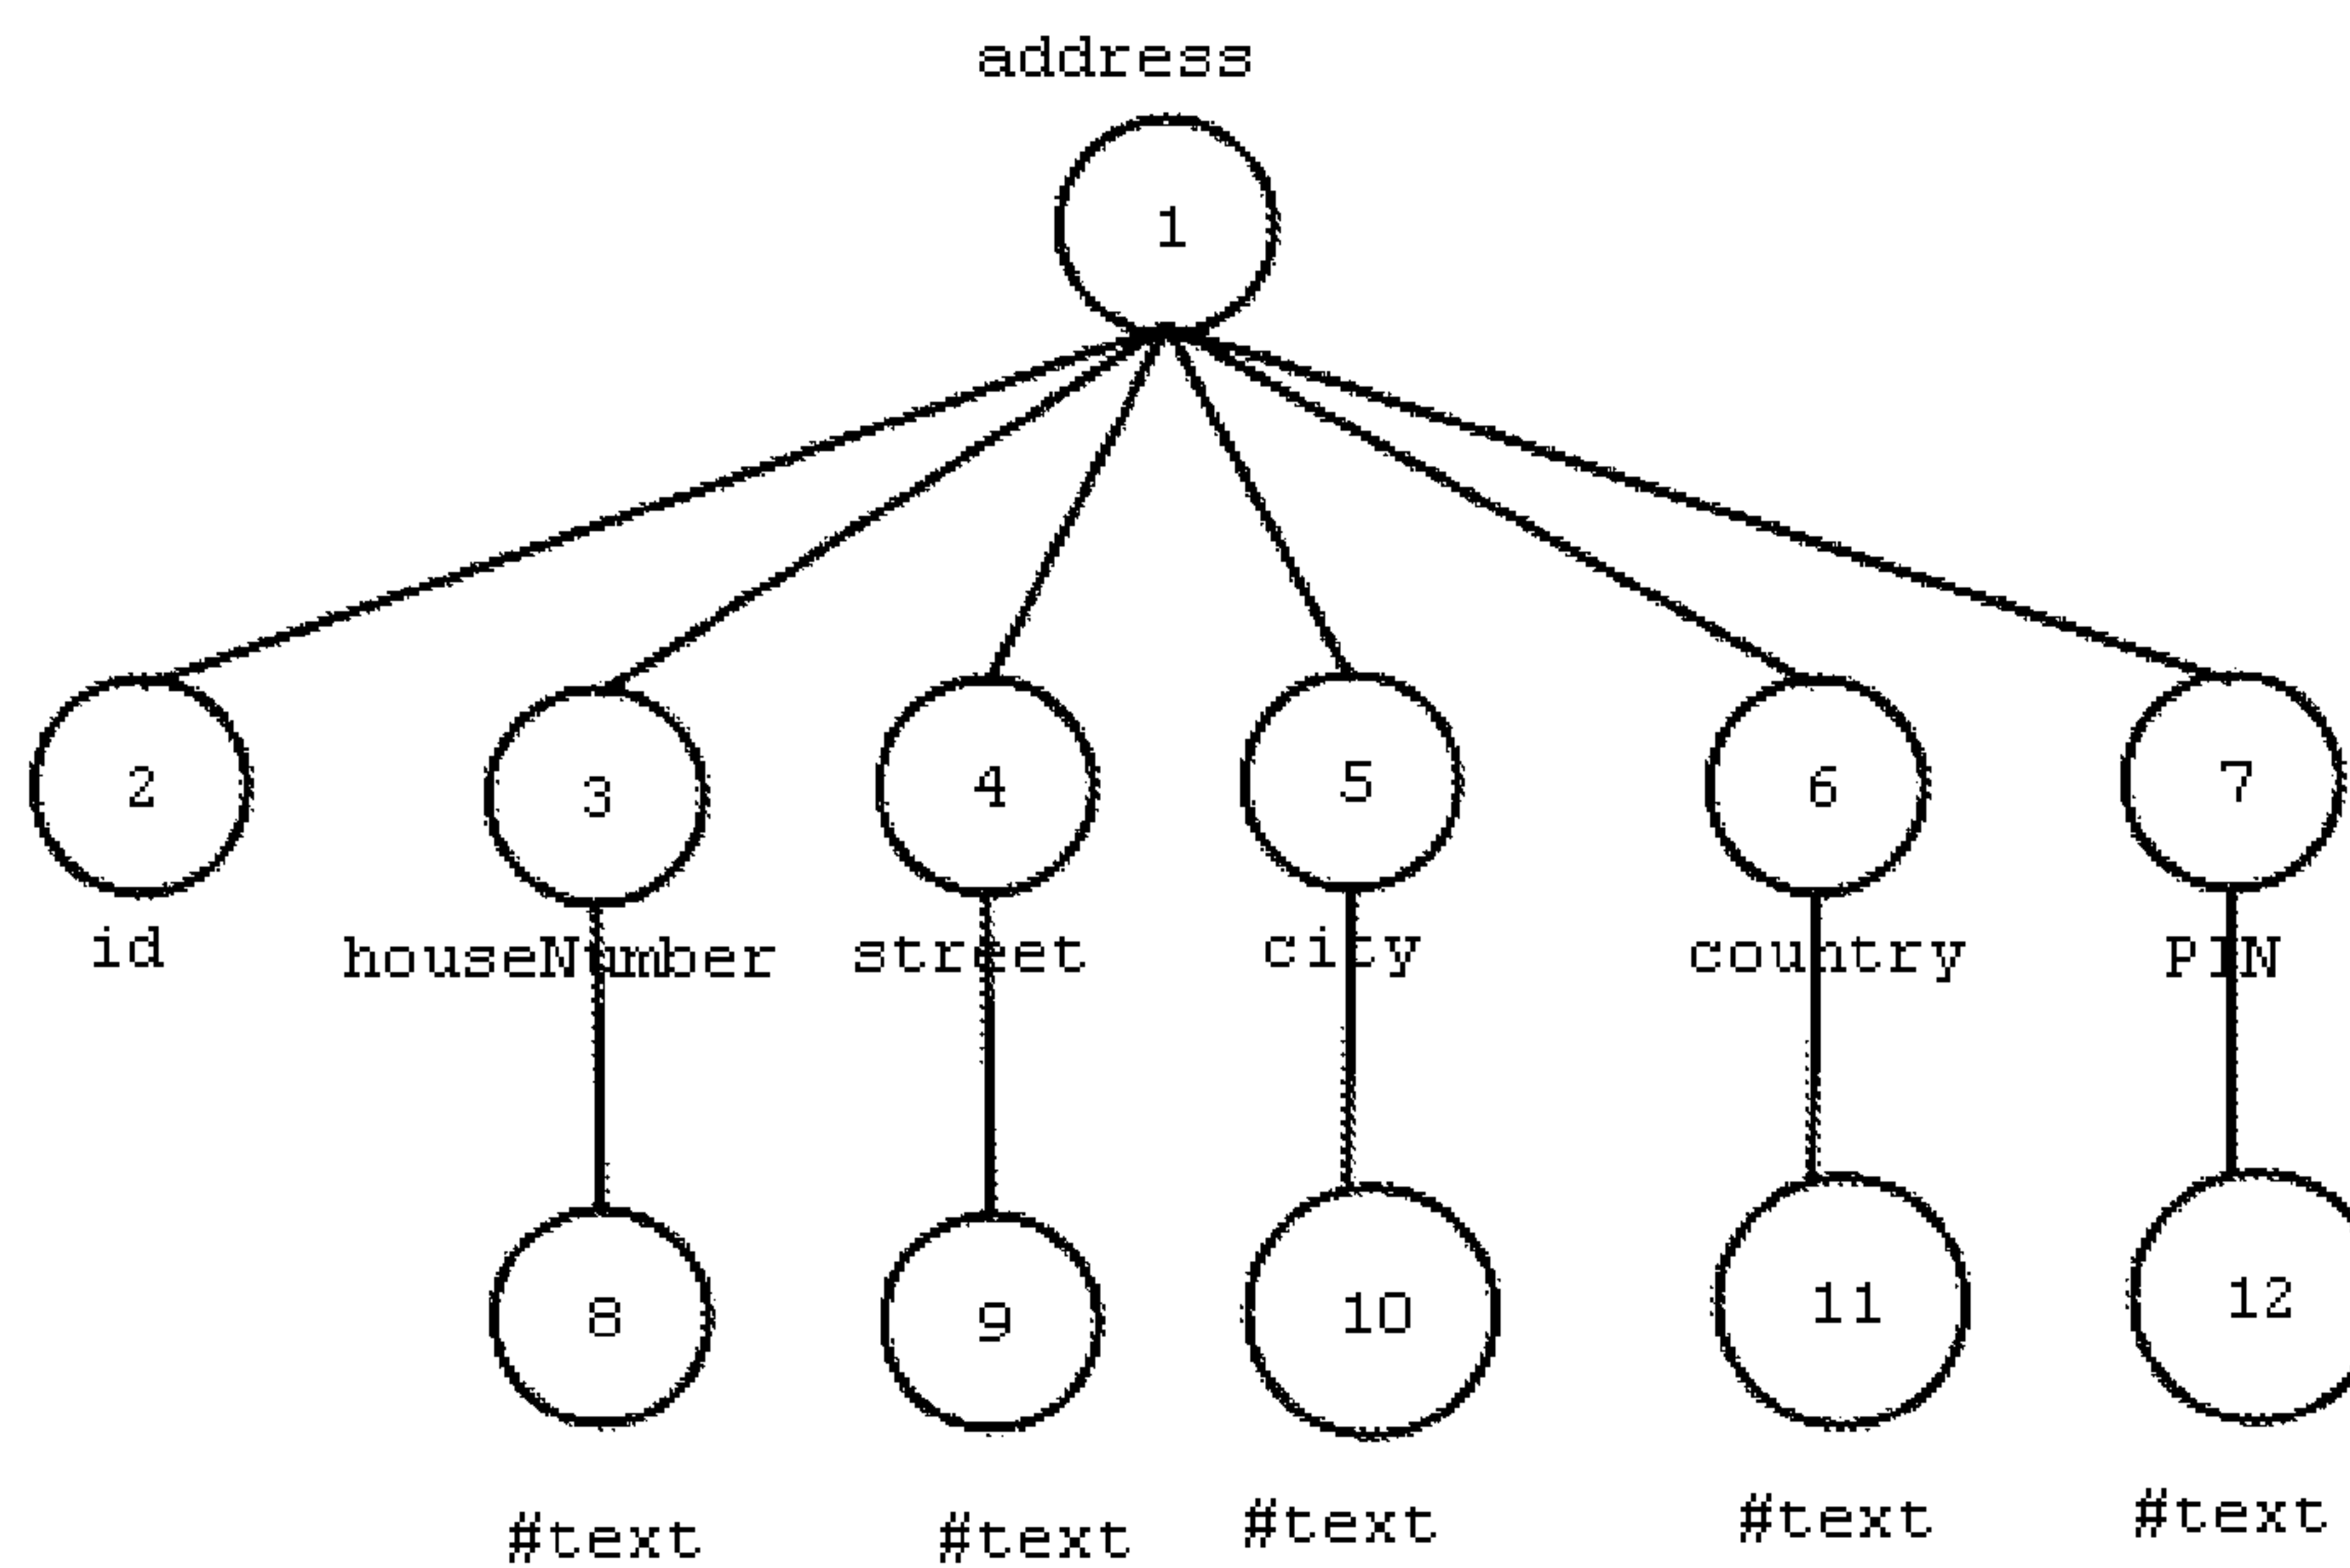 address
1
2 3 4 5 6 7
id houseNumber street city country PIN
8 9 10 11 12
#text #text #text #text #text